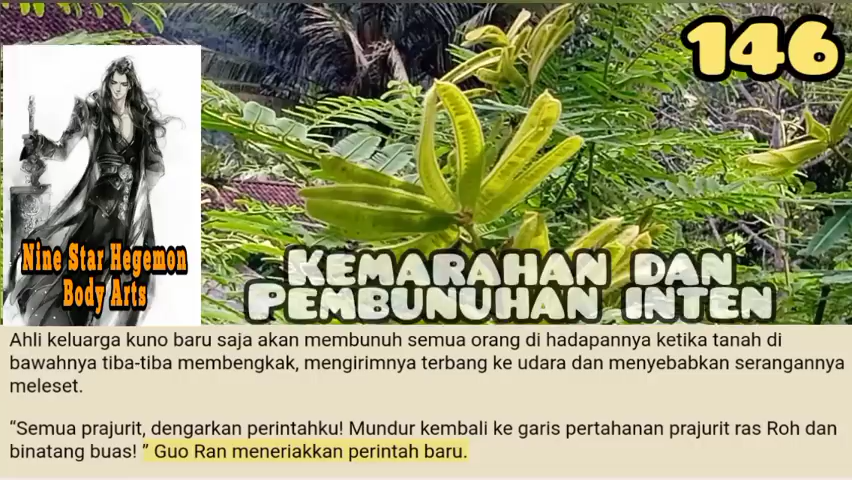 146
Nine Star Hegemon
Body Arts
KEMARAHAN DAN
PEMBUNUHAN INTEN
Ahli keluarga kuno baru saja akan membunuh semua orang di hadapannya ketika tanah di
bawahnya tiba-tiba membengkak, mengirimnya terbang ke udara dan menyebabkan serangannya
meleset.
“Semua prajurit, dengarkan perintahku! Mundur kembali ke garis pertahanan prajurit ras Roh dan
binatang buas! ” Guo Ran meneriakkan perintah baru.